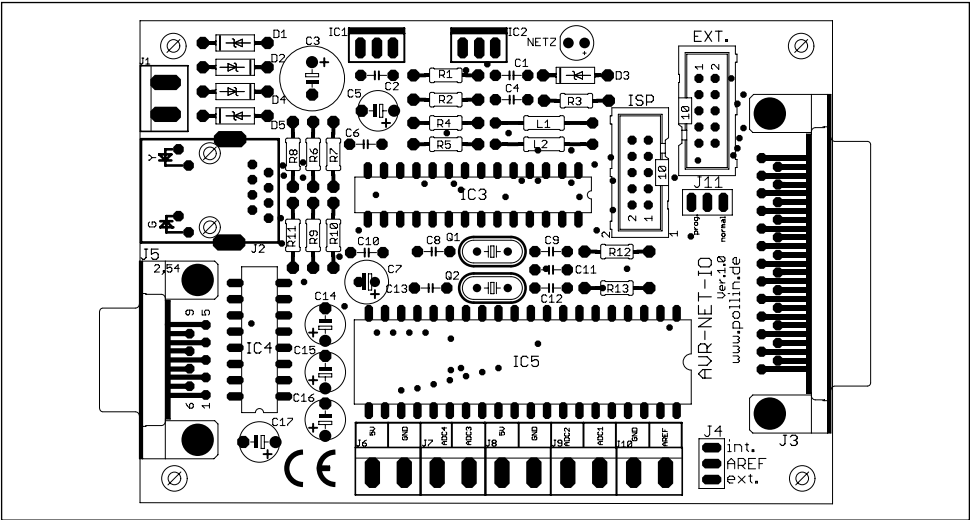 D1
IC1
C3
IC2
NETZ
EXT.
J1
D2
C1
D3
R1
1 2
C2
D4
C5
C4
ISP
R2
R3
10
D5
C6
R4
L1
R5
L2
Y
R8
R6
R7
10
J11
IC3
G
prog.
normal
R11
R9
R10
2 1
2
1
J2
C10
C8
Q1
C9
R12
J5
2,54
C7
C11
Q2
C13
C12
R13
C14
9 5
IC4
C15
IC5
6 1
C16
AVR-NET-IO
Ver.1.0
www.pollin.de
C17
J6
5V
GND
J7
ADC4
ADC3
J8
5V
GND
J9
ADC2
ADC1
J10
GND
AREF
J4
int.
AREF
ext.
J3
CE